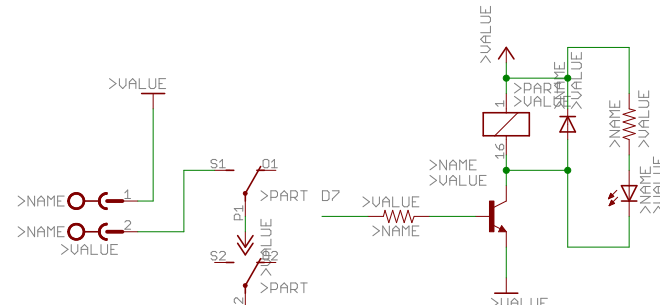 >VALUE
>NAME
1
>NAME
2
>VALUE
S1
O1
>PART
P1
>VALUE
S2
O2
>PART
2
D7
>VALUE
>NAME
>VALUE
>PART
>VALUE
1
16
>NAME
>VALUE
>NAME
>VALUE
>NAME
>VALUE
>NAME
>VALUE
>VALUE